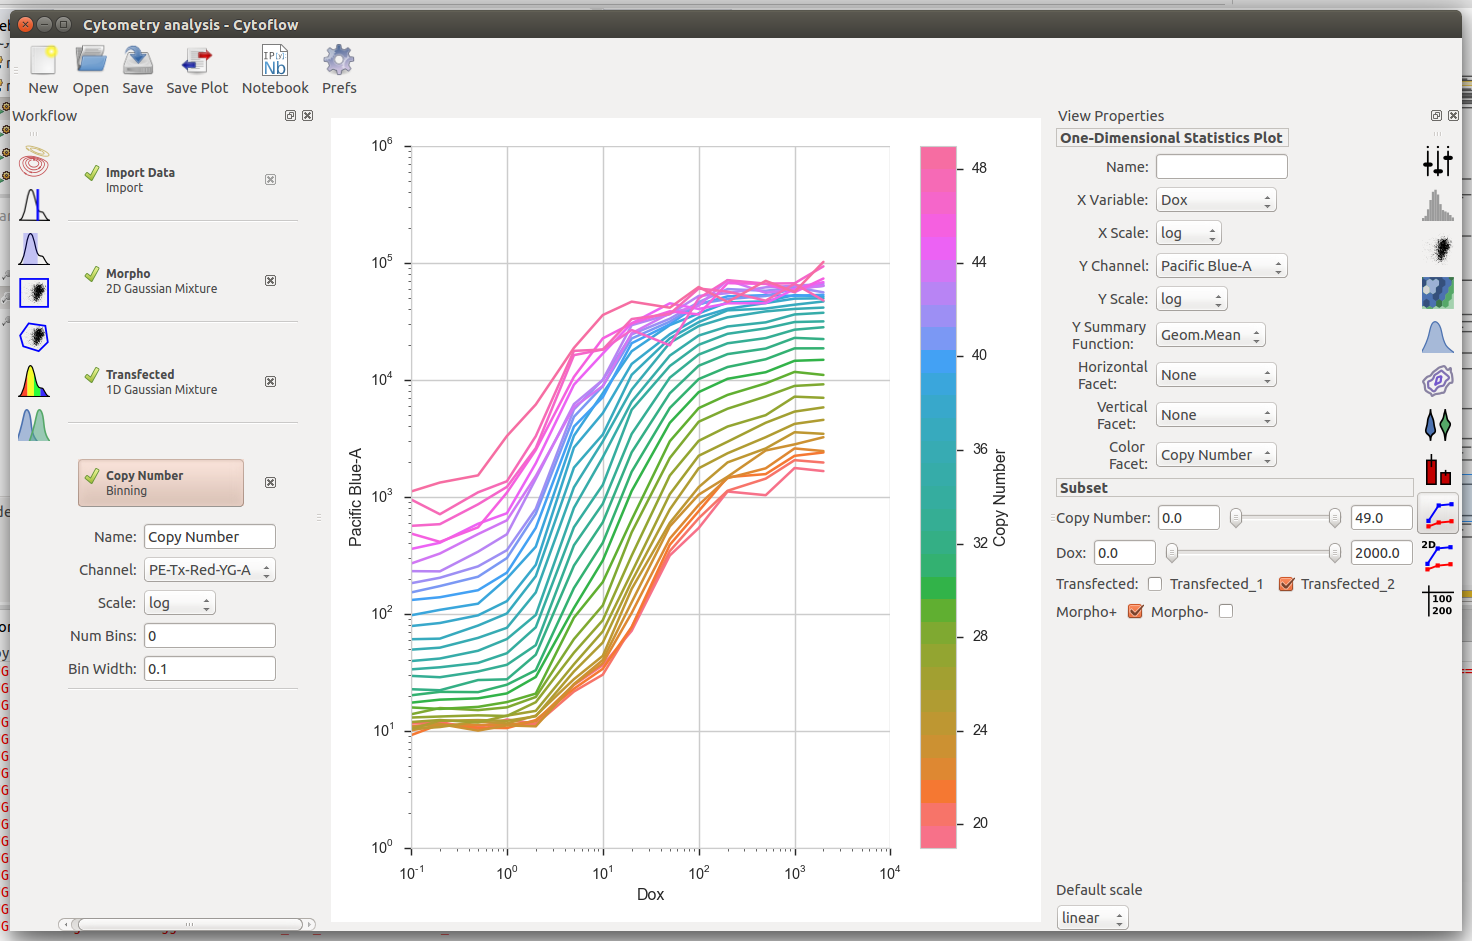 Cytometry analysis - Cytoflow
New Open Save Save Plot Notebook Prefs
IP[y]:
Nb
Workflow
Import Data
Import
Morpho
2D Gaussian Mixture
Transfected
1D Gaussian Mixture
Copy Number
Binning
Name: Copy Number
Channel: PE-Tx-Red-YG-A
Scale: log
Num Bins: 0
Bin Width: 0.1
10^6
10^5
10^4
10^3
10^2
10^1
10^0
Pacific Blue-A
10^-1 10^0 10^1 10^2 10^3 10^4
Dox
48
44
40
36
32
28
24
20
Copy Number
View Properties
One-Dimensional Statistics Plot
Name:
X Variable: Dox
X Scale: log
Y Channel: Pacific Blue-A
Y Scale: log
Y Summary
Function: Geom.Mean
Horizontal
Facet: None
Vertical
Facet: None
Color
Facet: Copy Number
Subset
Copy Number: 0.0 49.0
Dox: 0.0 2000.0
Transfected: Transfected_1 Transfected_2
Morpho+ Morpho-
2D
100
200
Default scale
linear